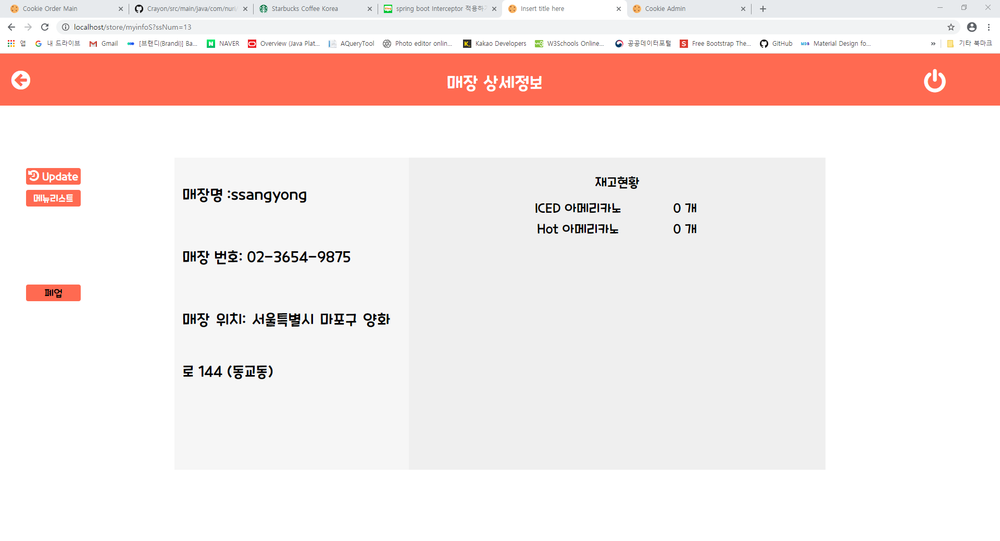 Cookie Order Main
Crayon/src/main/java/com/nuri/
Starbucks Coffee Korea
spring boot Interceptor 적용하기
Insert title here
Cookie Admin
localhost/store/myinfoS?ssNum=13
앱
내 드라이브
Gmail
[브랜디(Brandi)] Ba...
NAVER
Overview (Java Plat...
AQueryTool
Photo editor onlin...
Kakao Developers
W3Schools Online...
공공데이터포털
Free Bootstrap The...
GitHub
Material Design fo...
»
기타 북마크
매장 상세정보
Update
메뉴리스트
폐업
매장명 :ssangyong
매장 번호: 02-3654-9875
매장 위치: 서울특별시 마포구 양화
로 144 (동교동)
재고현황
ICED 아메리카노 0 개
Hot 아메리카노 0 개